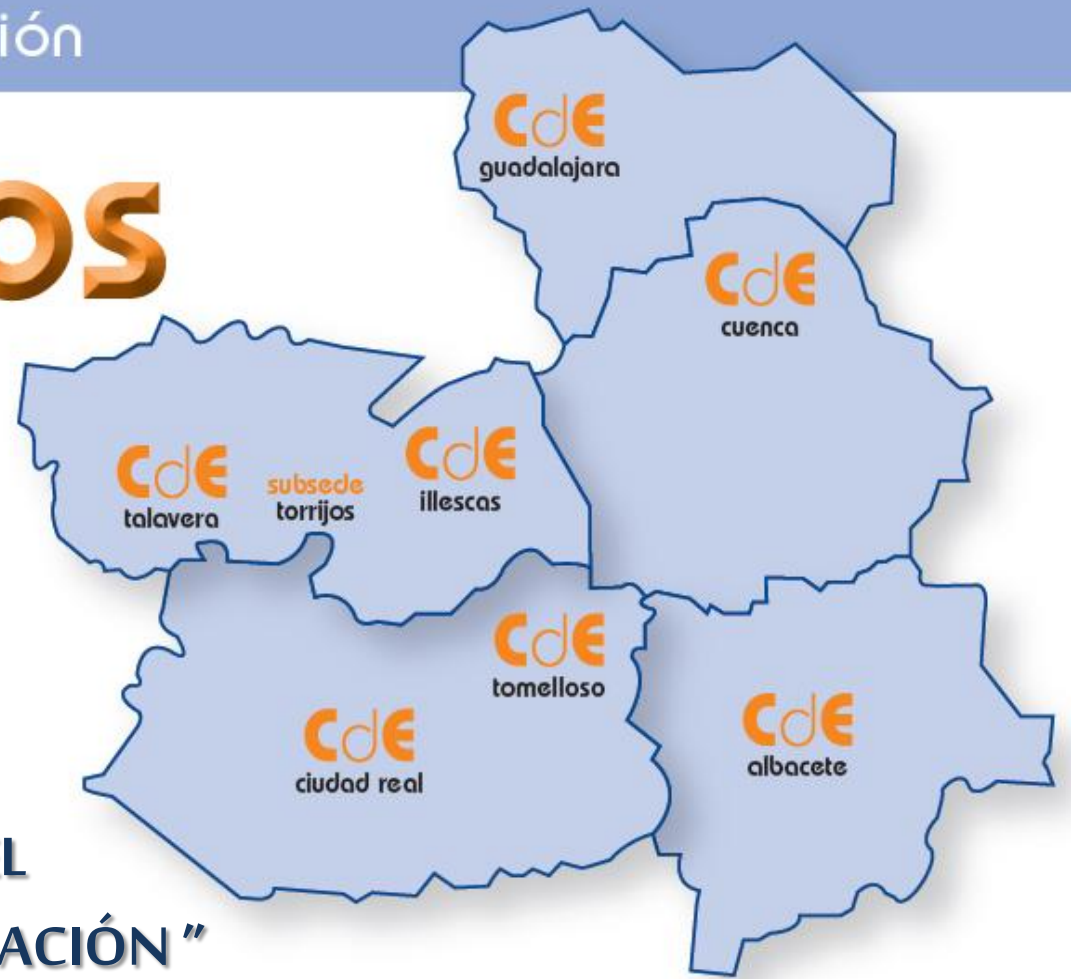 ión
CdE
guadalajara
OS
CdE
cuenca
CdE
talavera
subsede
torrijos
CdE
illescas
CdE
tomelloso
CdE
ciudad real
CdE
albacete
L
ACIÓN ”